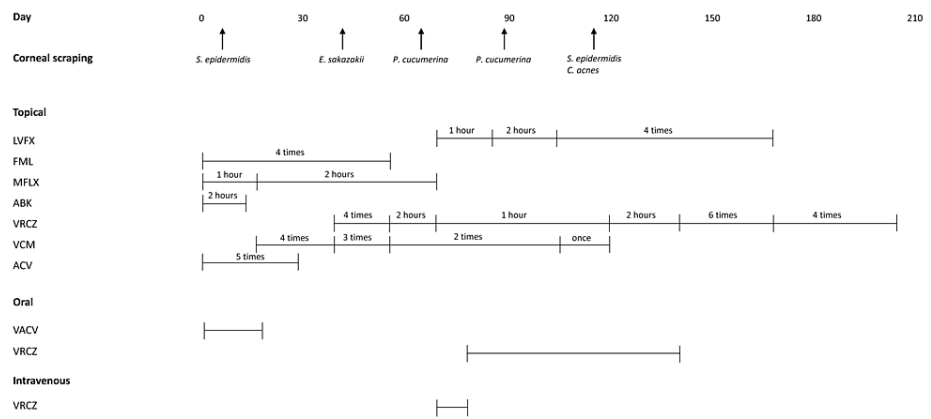 Day 0 30 60 90 120 150 180 210
Corneal scraping S. epidermidis E. sakazakii P. cucumerina P. cucumerina S. epidermidis
C. acnes
Topical
LVFX 1 hour 2 hours 4 times
FML 4 times
MFLX 1 hour 2 hours
ABK 2 hours
VRCZ 4 times 2 hours 1 hour 2 hours 6 times 4 times
VCM 4 times 3 times 2 times once
ACV 5 times
Oral
VACV
VRCZ
Intravenous
VRCZ